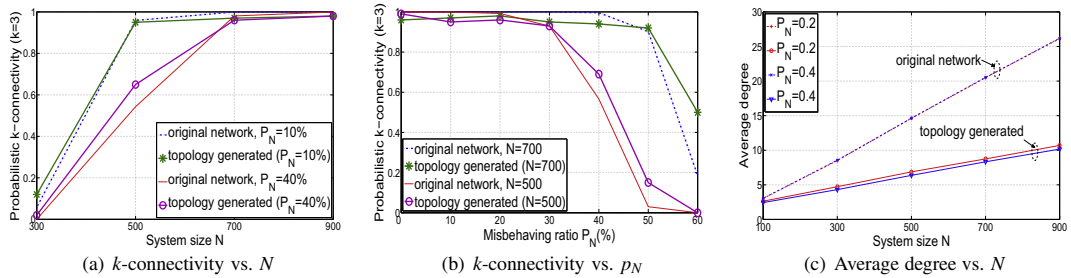 Probabilistic k−connectivity (k=3)
1
0.8
0.6
0.4
0.2
0
300
500
700
900
System size N
original network, P_N=10%
topology generated (P_N=10%)
original network, P_N=40%
topology generated (P_N=40%)
(a) k-connectivity vs. N
Probabilistic k−connectivity (k=3)
1
0.8
0.6
0.4
0.2
0
0
10
20
30
40
50
60
Misbehaving ratio P_N(%)
original network, N=700
topology generated (N=700)
original network, N=500
topology generated (N=500)
(b) k-connectivity vs. p_N
Average degree
30
25
20
15
10
5
0
100
300
500
700
900
System size N
P_N=0.2
P_N=0.2
P_N=0.4
P_N=0.4
original network
topology generated
(c) Average degree vs. N